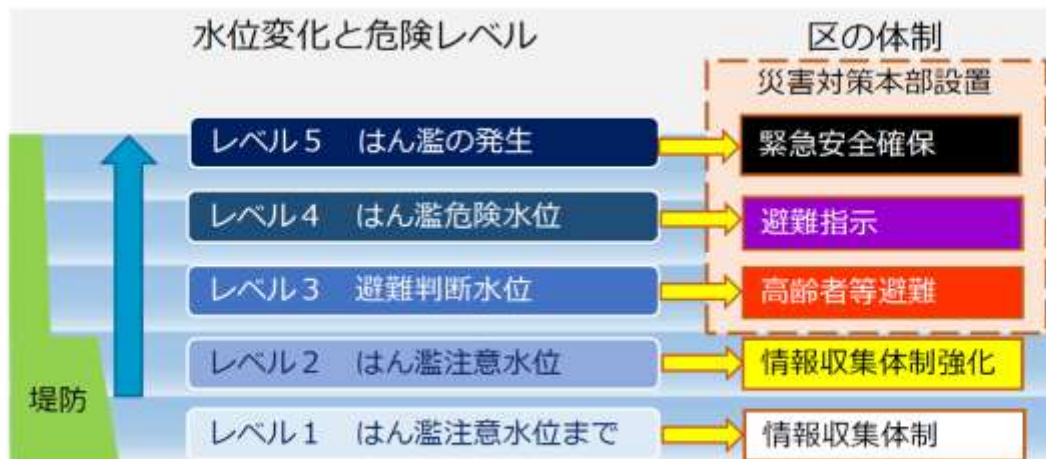 水位変化と危険レベル
区の体制
災害対策本部設置
レベル5 はん濫の発生
緊急安全確保
レベル4 はん濫危険水位
避難指示
レベル3 避難判断水位
高齢者等避難
レベル2 はん濫注意水位
情報収集体制強化
堤防
レベル1 はん濫注意水位まで
情報収集体制